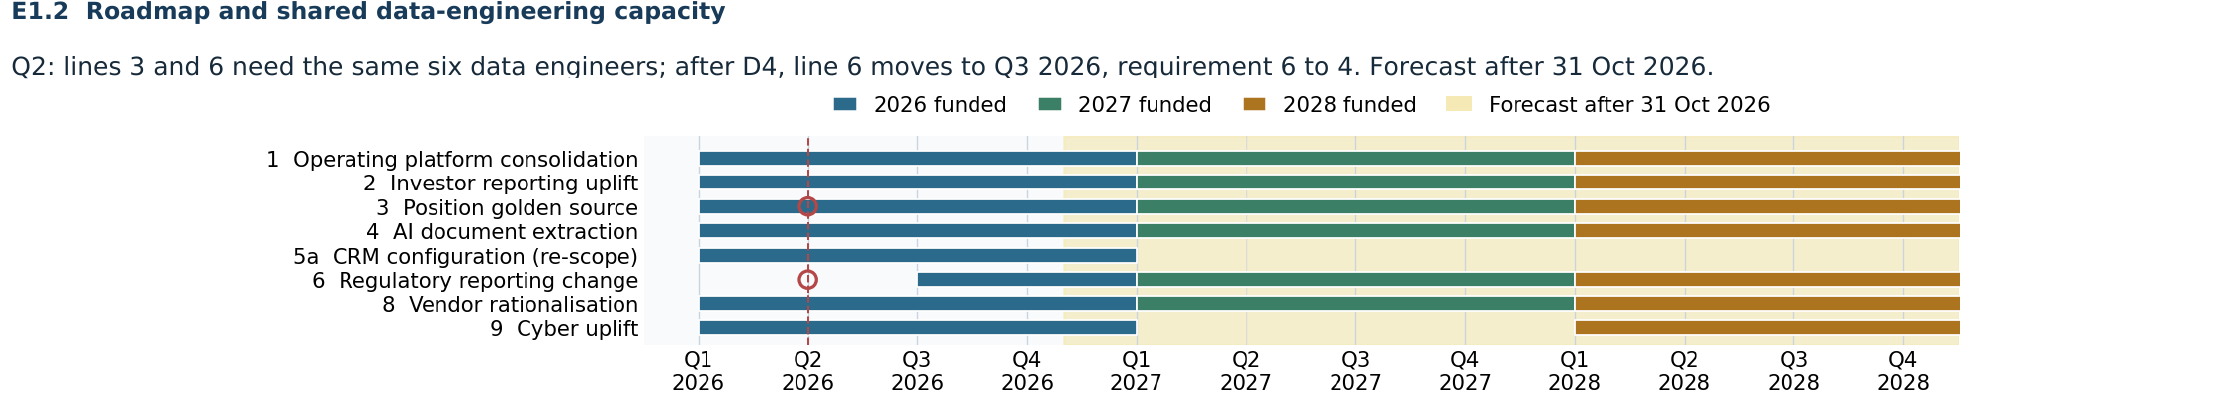 E1.2 Roadmap and shared data-engineering capacity
Q2: lines 3 and 6 need the same six data engineers; after D4, line 6 moves to Q3 2026, requirement 6 to 4. Forecast after 31 Oct 2026.
2026 funded 2027 funded 2028 funded Forecast after 31 Oct 2026
1 Operating platform consolidation
2 Investor reporting uplift
3 Position golden source
4 AI document extraction
5a CRM configuration (re-scope)
6 Regulatory reporting change
8 Vendor rationalisation
9 Cyber uplift
Q1 Q2 Q3 Q4 Q1 Q2 Q3 Q4 Q1 Q2 Q3 Q4
2026 2026 2026 2026 2027 2027 2027 2027 2028 2028 2028 2028